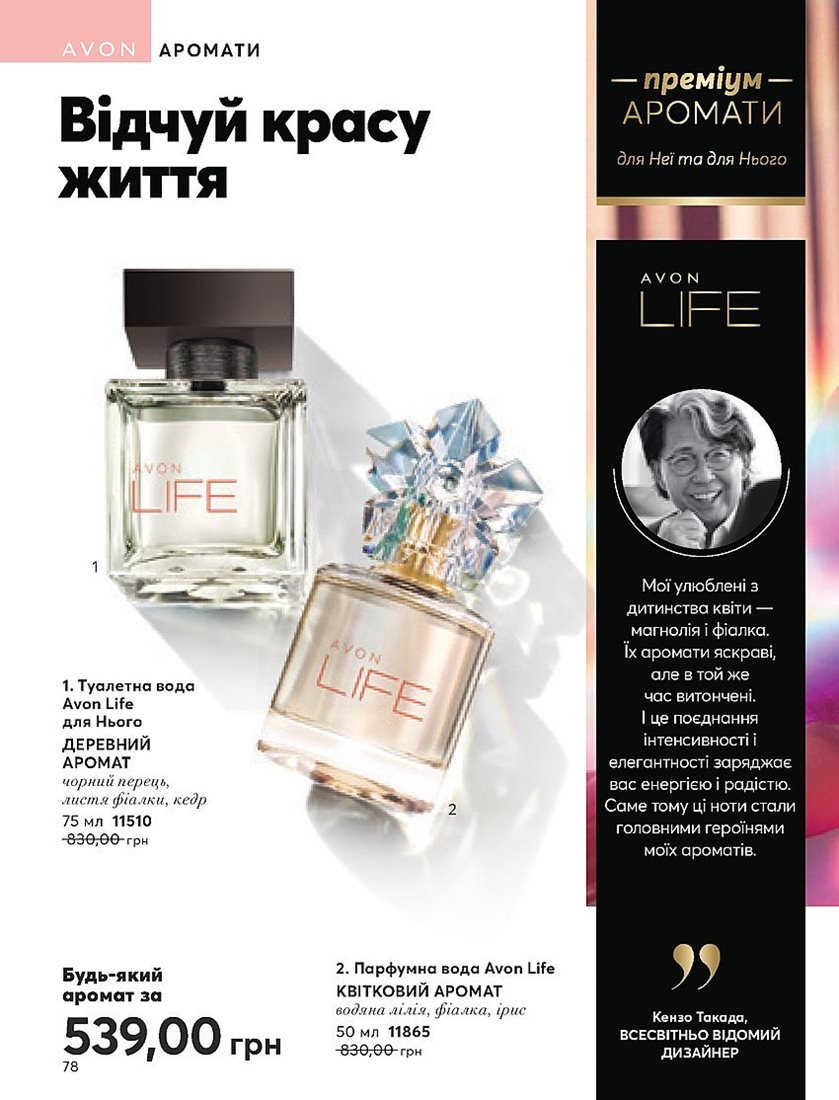 AVON АРОМАТИ
Відчуй красу
життя
AVON
LIFE
1
AVON
LIFE
2
1. Туалетна вода
Avon Life
для Нього
ДЕРЕВНИЙ
АРОМАТ
чорний перець,
листя фіалки, кедр
75 мл 11510
830,00 грн
Будь-який
аромат за
539,00 грн
78
2. Парфумна вода Avon Life
КВІТКОВИЙ АРОМАТ
водяна лілія, фіалка, ірис
50 мл 11865
830,00 грн
— преміум —
АРОМАТИ
для Неї та для Нього
AVON
LIFE
Мої улюблені з
дитинства квіти —
магнолія і фіалка.
Їх аромати яскраві,
але в той же
час витончені.
І це поєднання
інтенсивності і
елегантності заряджає
вас енергією і радістю.
Саме тому ці ноти стали
головними героїнями
моїх ароматів.
”
Кензо Такада,
ВСЕСВІТНЬО ВІДОМИЙ
ДИЗАЙНЕР